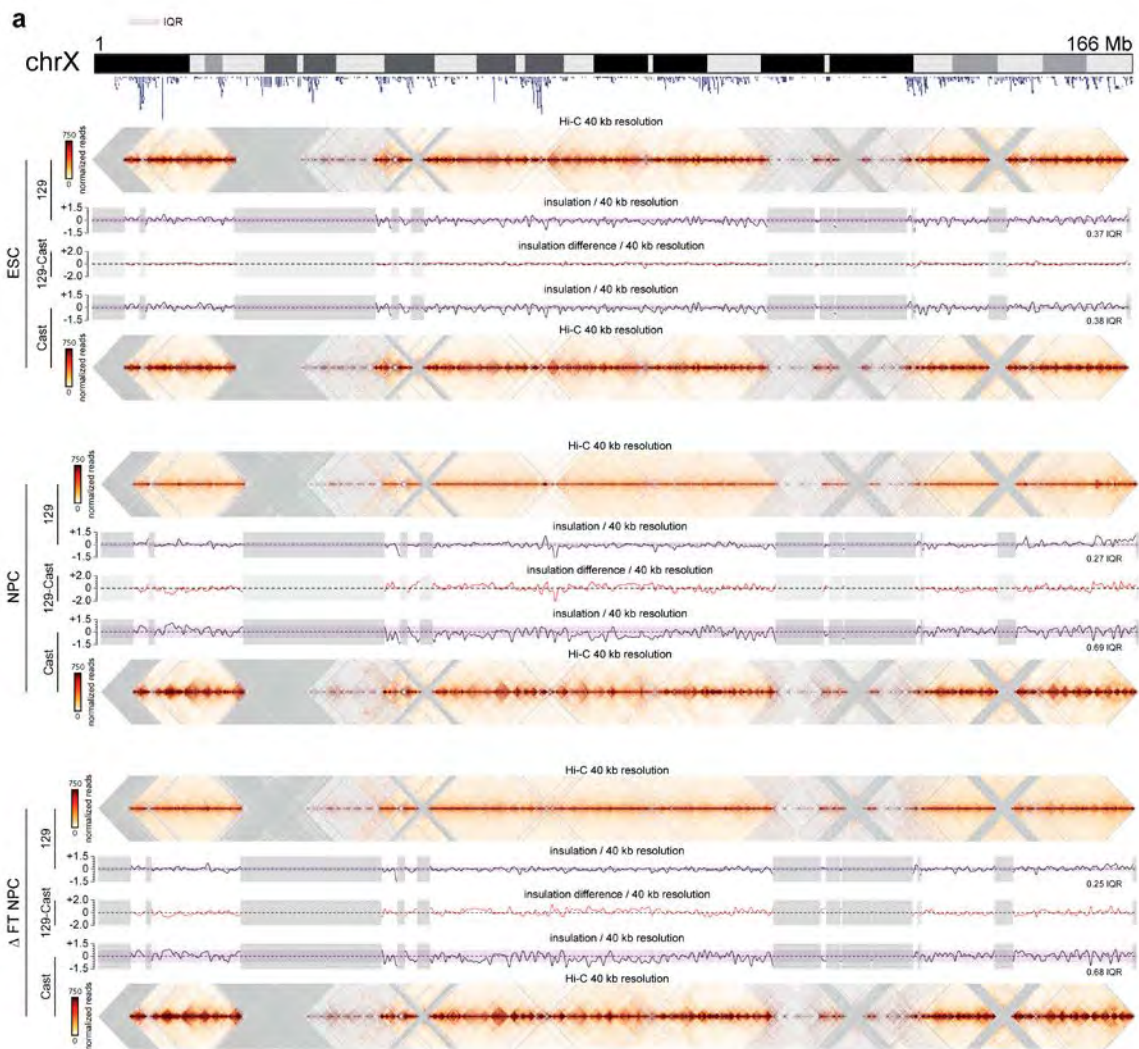 a
IQR
1
166 Mb
chrX
Hi-C 40 kb resolution
750
0
normalized reads
129
insulation / 40 kb resolution
+1.5
0
-1.5
0.37 IQR
ESC
129-Cast
insulation difference / 40 kb resolution
+2.0
0
-2.0
insulation / 40 kb resolution
+1.5
0
-1.5
0.38 IQR
Cast
Hi-C 40 kb resolution
750
0
normalized reads
Hi-C 40 kb resolution
750
0
normalized reads
129
insulation / 40 kb resolution
+1.5
0
-1.5
0.27 IQR
NPC
129-Cast
insulation difference / 40 kb resolution
+2.0
0
-2.0
insulation / 40 kb resolution
+1.5
0
-1.5
0.69 IQR
Cast
Hi-C 40 kb resolution
750
0
normalized reads
Hi-C 40 kb resolution
750
0
normalized reads
129
insulation / 40 kb resolution
+1.5
0
-1.5
0.25 IQR
Δ FT NPC
129-Cast
insulation difference / 40 kb resolution
+2.0
0
-2.0
insulation / 40 kb resolution
+1.5
0
-1.5
0.68 IQR
Cast
Hi-C 40 kb resolution
750
0
normalized reads